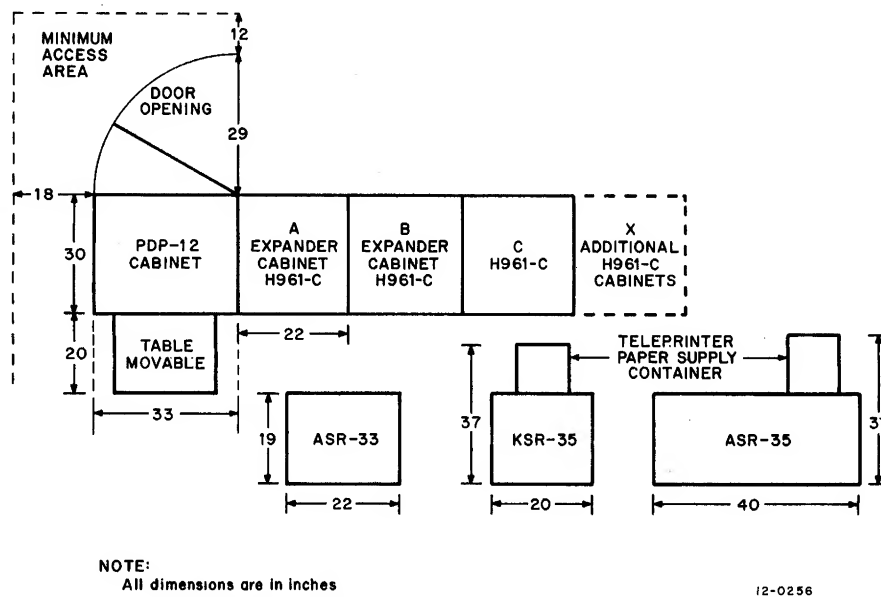 MINIMUM
ACCESS
AREA
12
DOOR
OPENING
29
18
30
PDP-12
CABINET
A
EXPANDER
CABINET
H961-C
B
EXPANDER
CABINET
H961-C
C
H961-C
X
ADDITIONAL
H961-C
CABINETS
20
TABLE
MOVABLE
22
33
TELEPRINTER
PAPER SUPPLY
CONTAINER
19
ASR-33
22
37
KSR-35
20
ASR-35
40
NOTE:
All dimensions are in inches
12-0256